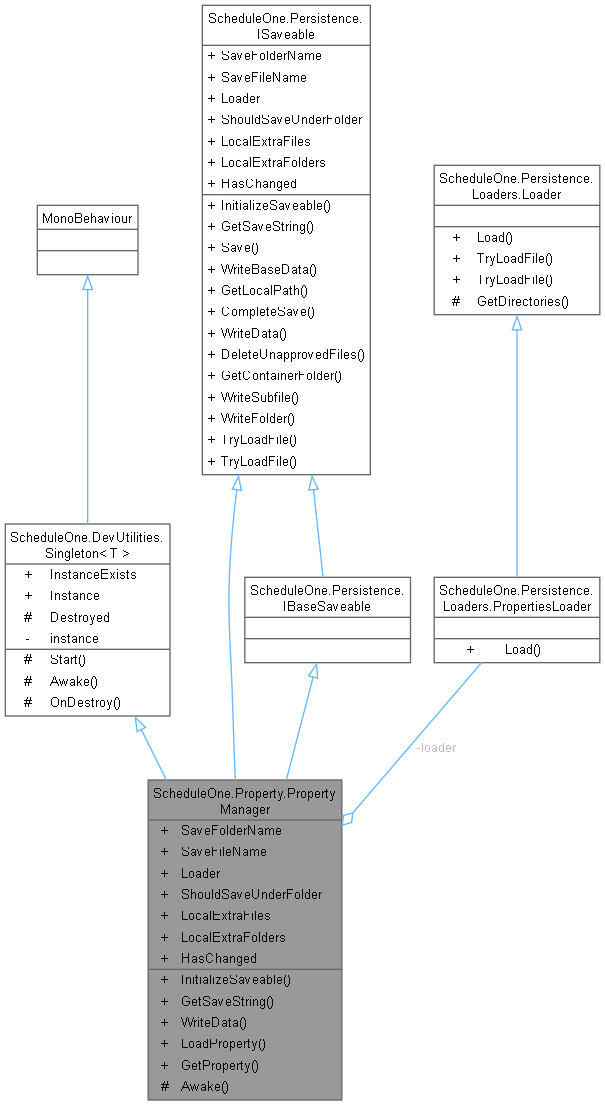 ScheduleOne.Persistence.
ISaveable
+ SaveFolderName
+ SaveFileName
+ Loader
+ ShouldSaveUnderFolder
+ LocalExtraFiles
+ LocalExtraFolders
+ HasChanged
+ InitializeSaveable()
+ GetSaveString()
+ Save()
+ WriteBaseData()
+ GetLocalPath()
+ CompleteSave()
+ WriteData()
+ DeleteUnapprovedFiles()
+ GetContainerFolder()
+ WriteSubfile()
+ WriteFolder()
+ TryLoadFile()
+ TryLoadFile()
ScheduleOne.Persistence.
Loaders.Loader
+ Load()
+ TryLoadFile()
+ TryLoadFile()
# GetDirectories()
MonoBehaviour
ScheduleOne.DevUtilities.
Singleton< T >
+ InstanceExists
+ Instance
# Destroyed
- instance
# Start()
# Awake()
# OnDestroy()
ScheduleOne.Persistence.
IBaseSaveable
ScheduleOne.Persistence.
Loaders.PropertiesLoader
+ Load()
-loader
ScheduleOne.Property.Property
Manager
+ SaveFolderName
+ SaveFileName
+ Loader
+ ShouldSaveUnderFolder
+ LocalExtraFiles
+ LocalExtraFolders
+ HasChanged
+ InitializeSaveable()
+ GetSaveString()
+ WriteData()
+ LoadProperty()
+ GetProperty()
# Awake()